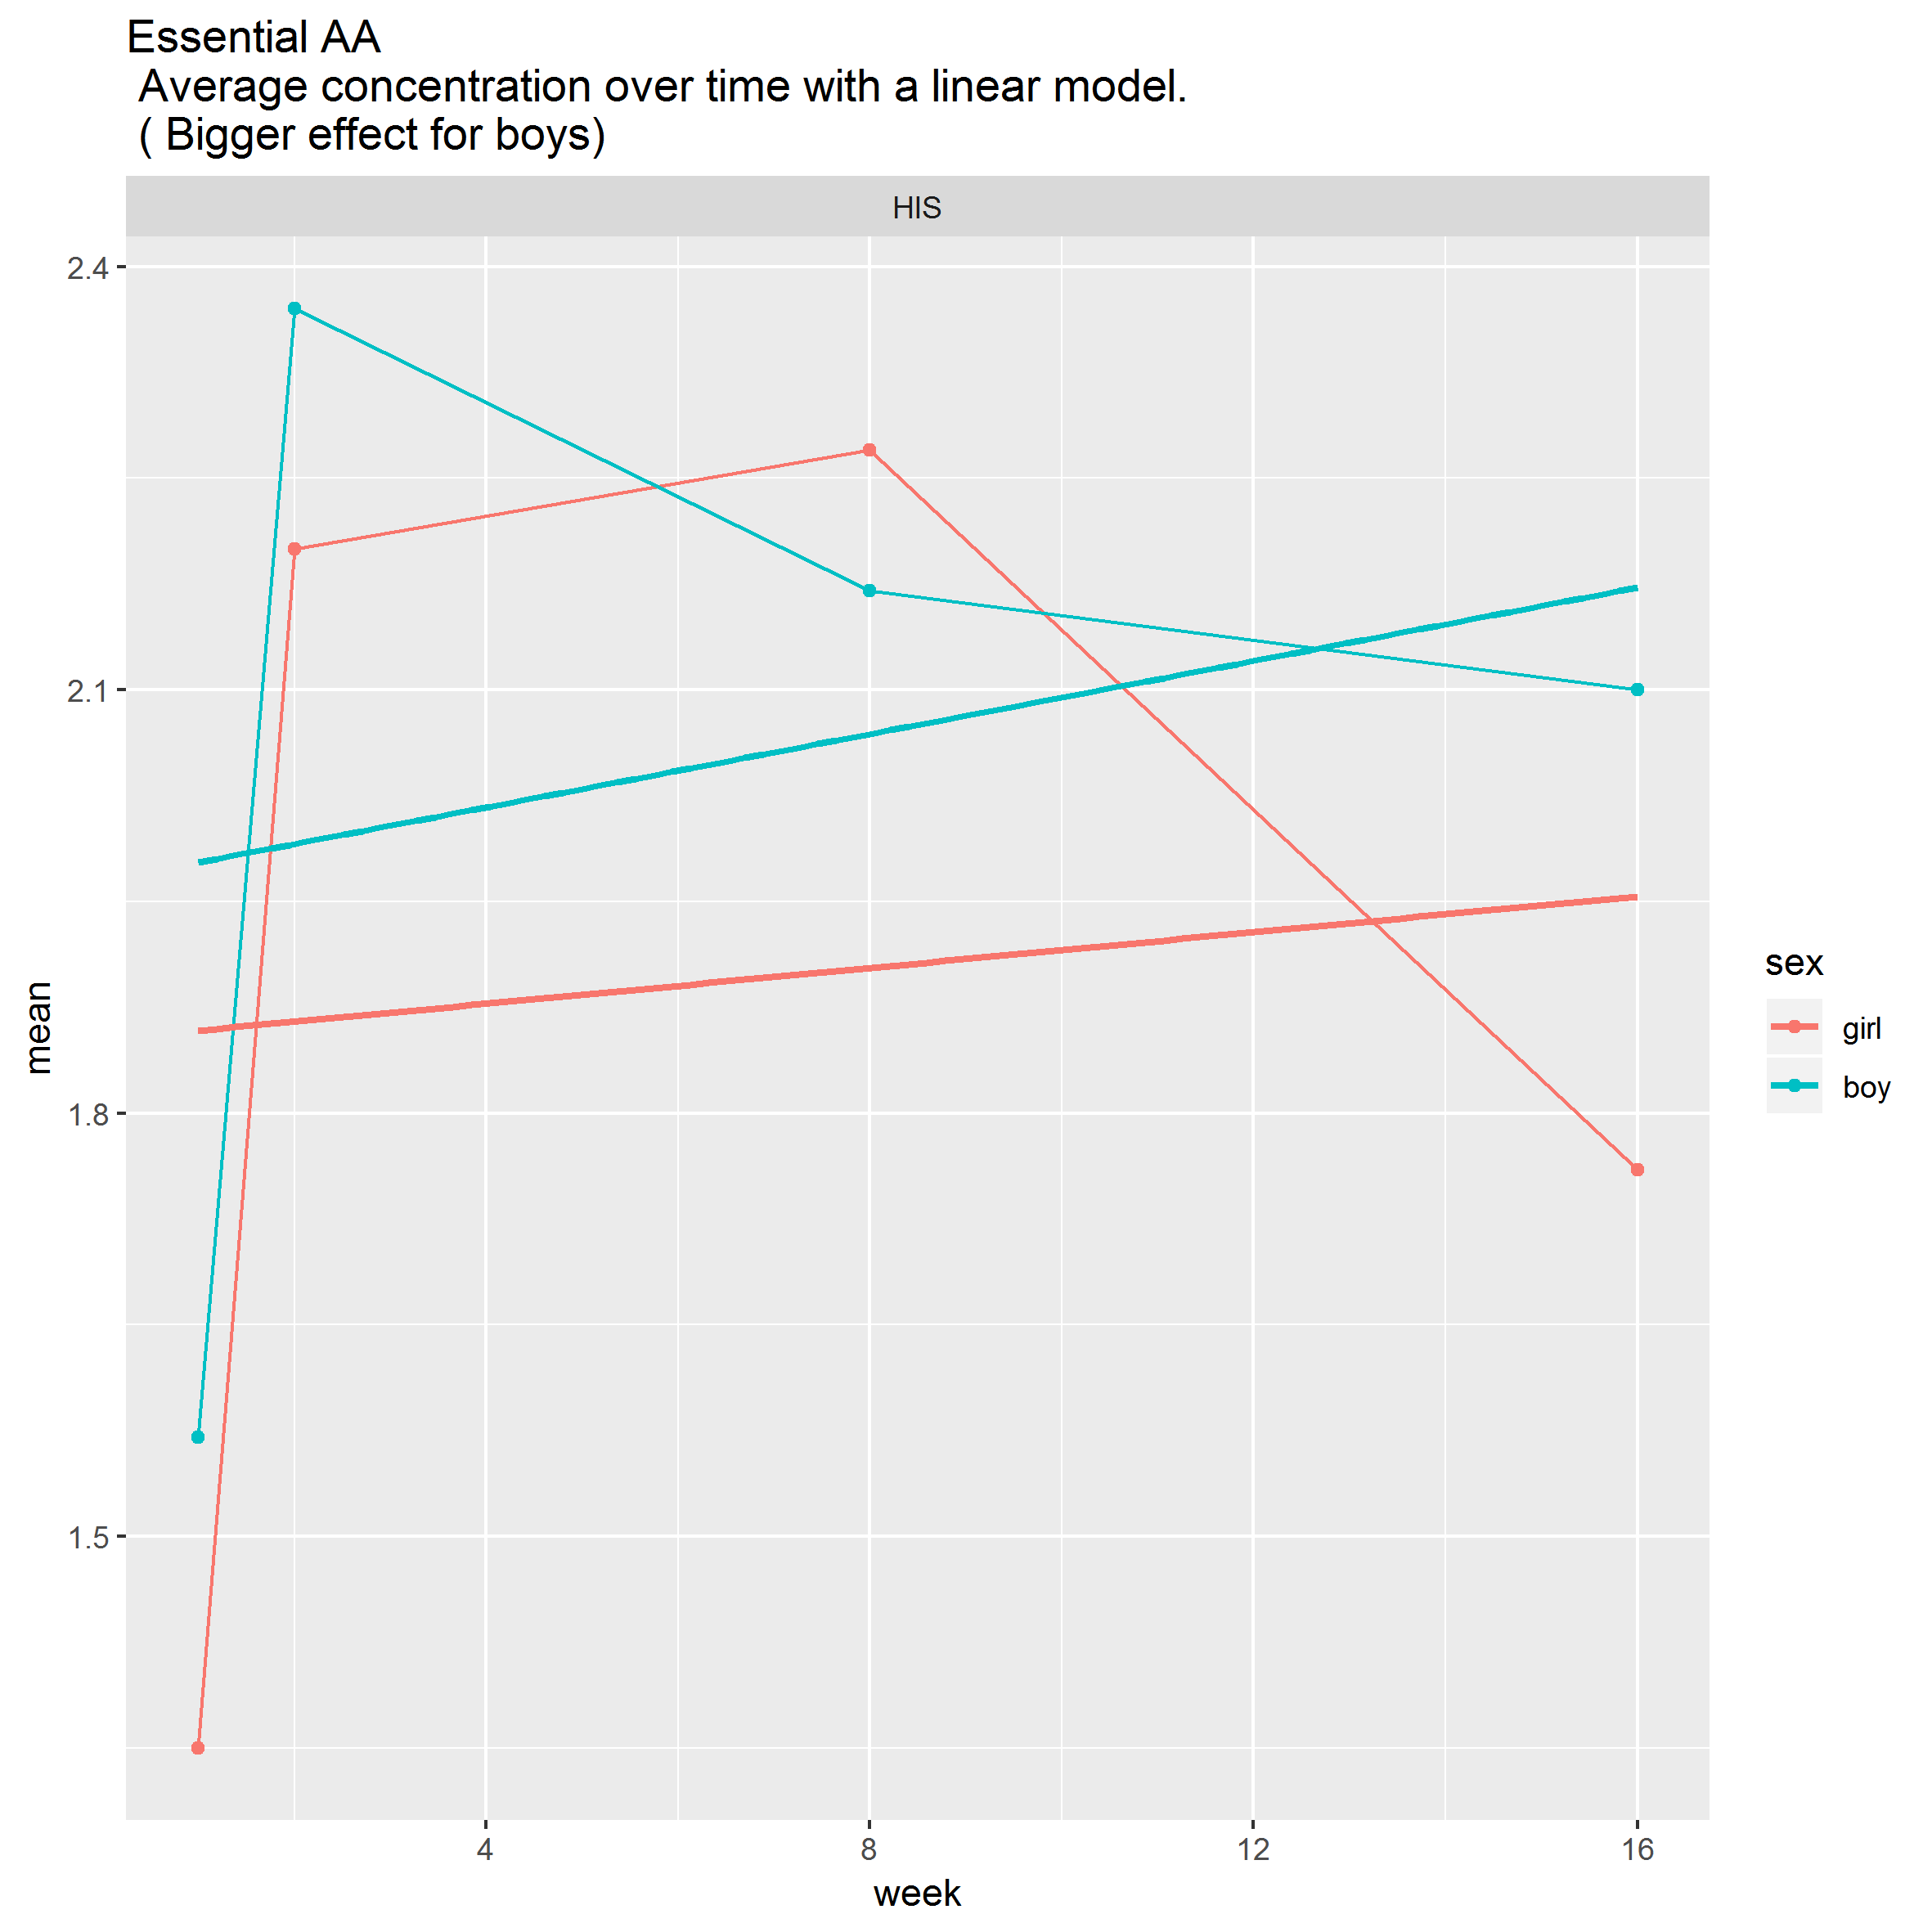 Essential AA
Average concentration over time with a linear model.
( Bigger effect for boys)
HIS
2.4
2.1
1.8
1.5
mean
4 8 12 16
week
sex
girl
boy